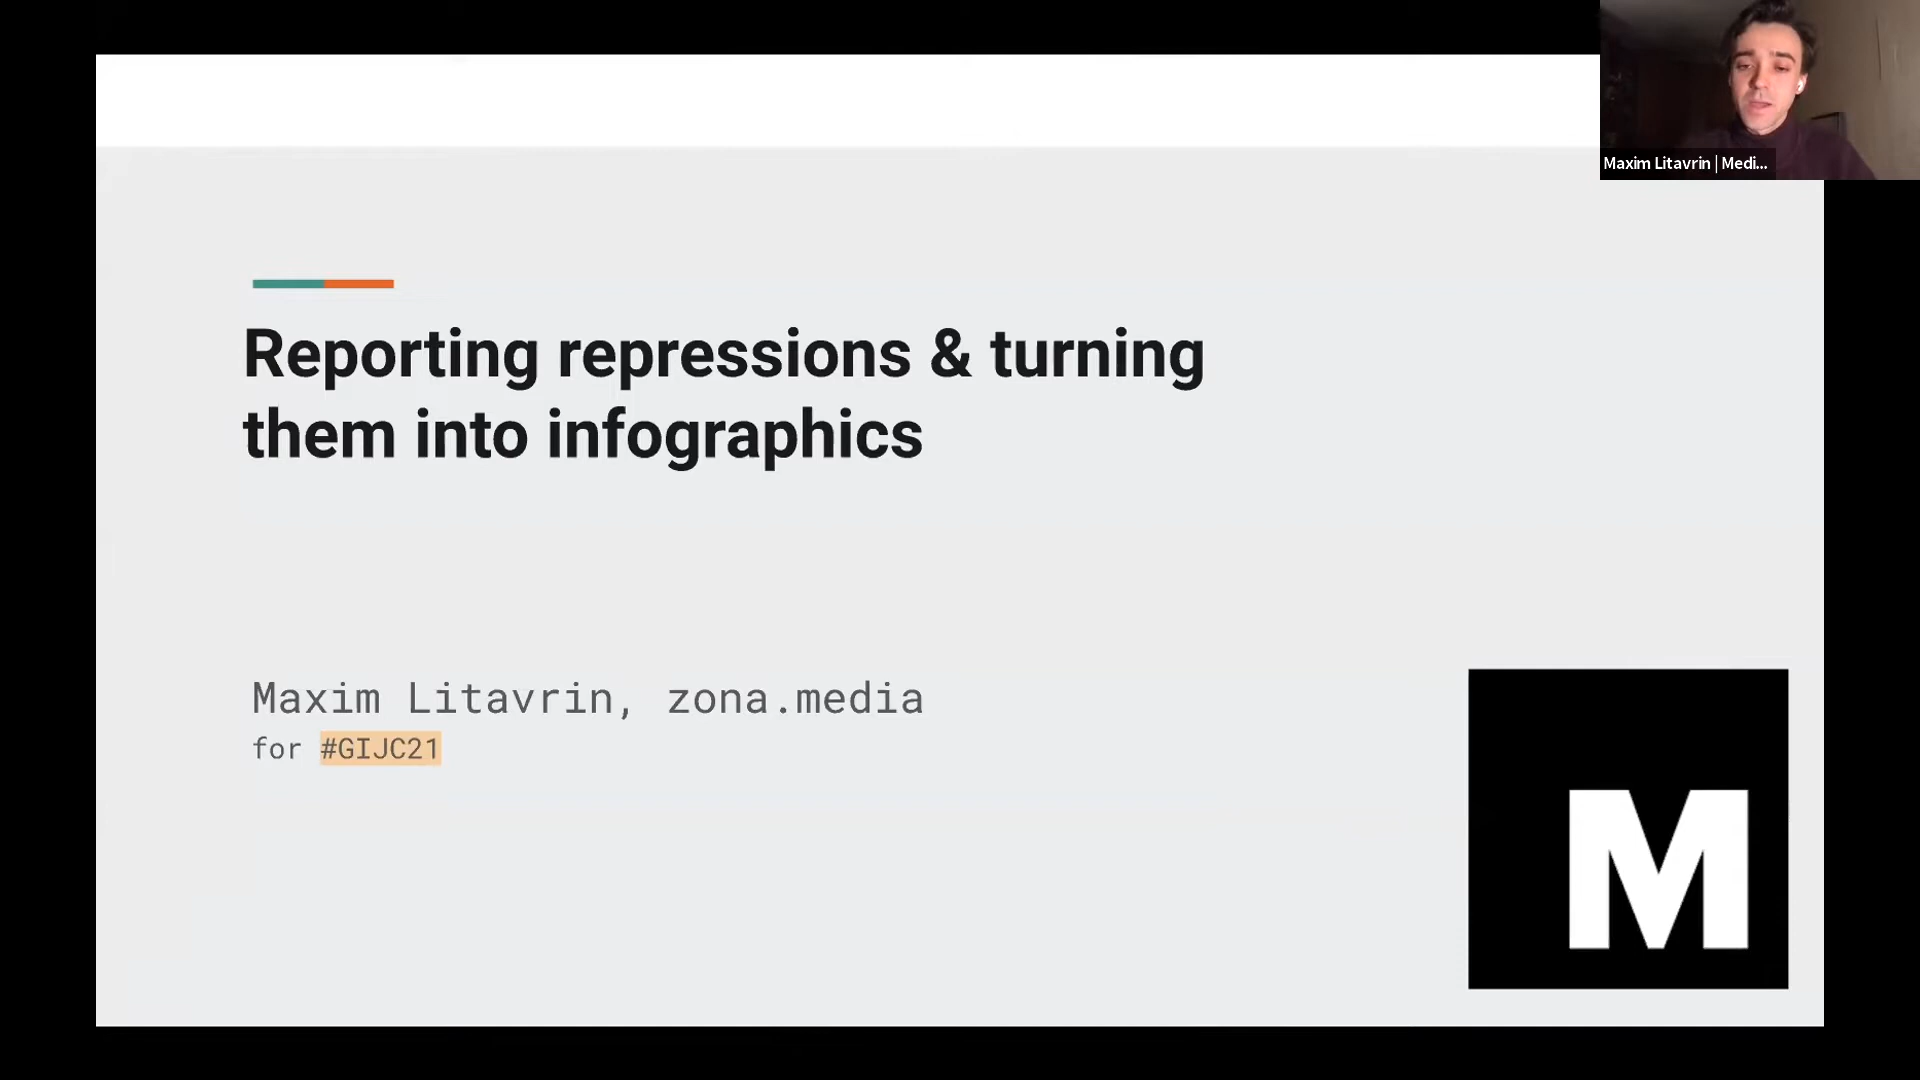 Maxim Litavrin | Medi...
Reporting repressions & turning
them into infographics
Maxim Litavrin, zona.media
for #GIJC21
M